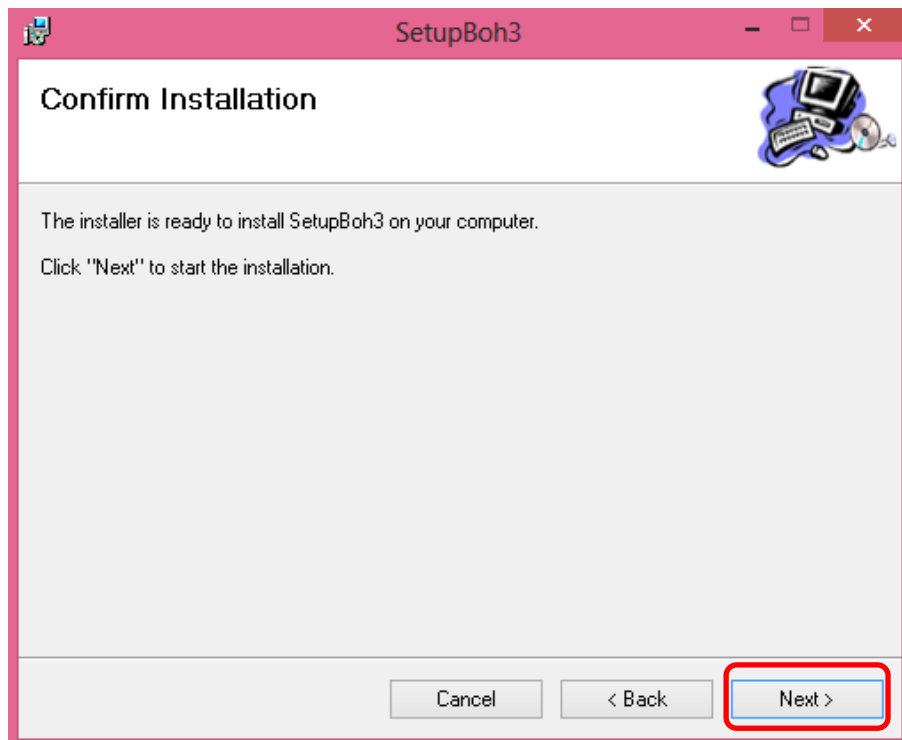 SetupBoh3
Confirm Installation
The installer is ready to install SetupBoh3 on your computer.
Click "Next" to start the installation.
Cancel
< Back
Next >